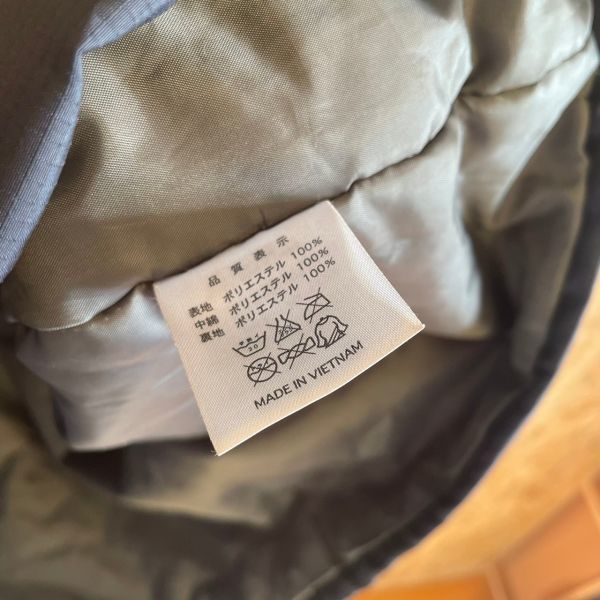 品質表示
表地 ポリエステル 100%
中綿 ポリエステル 100%
裏地 ポリエステル 100%
MADE IN VIETNAM